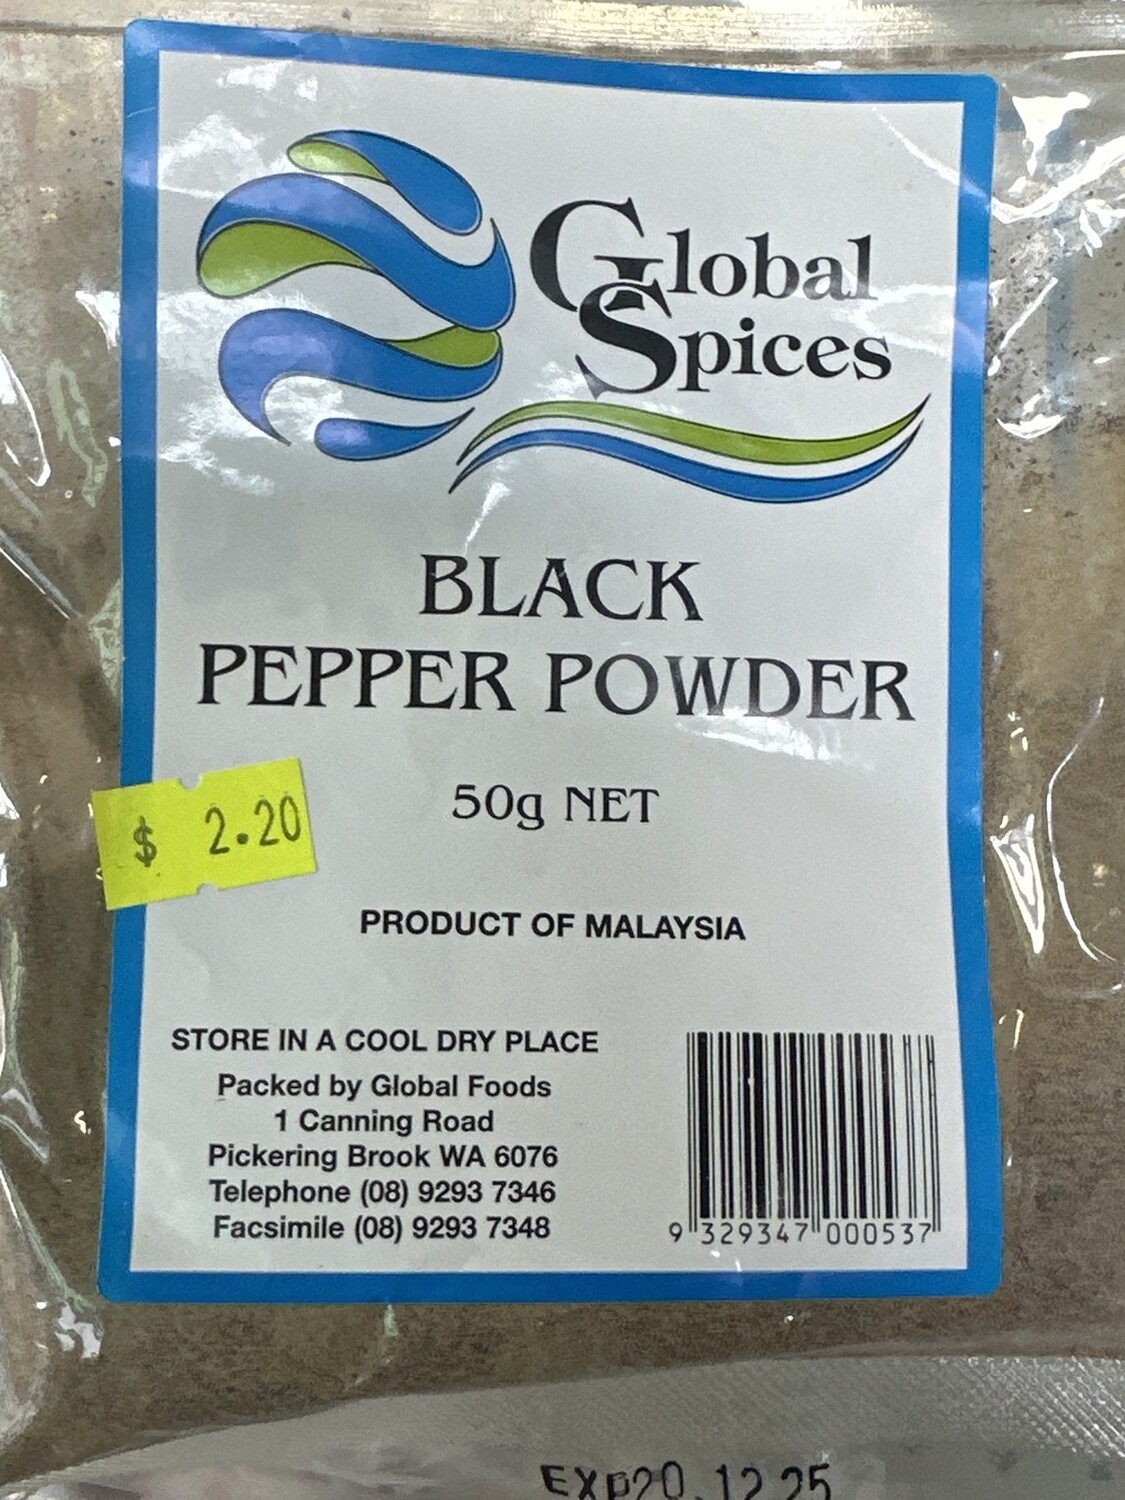 Global
Spices
BLACK
PEPPER POWDER
50g NET
$ 2.20
PRODUCT OF MALAYSIA
STORE IN A COOL DRY PLACE
Packed by Global Foods
1 Canning Road
Pickering Brook WA 6076
Telephone (08) 9293 7346
Facsimile (08) 9293 7348
9 329347 000537
EXP20.12.25